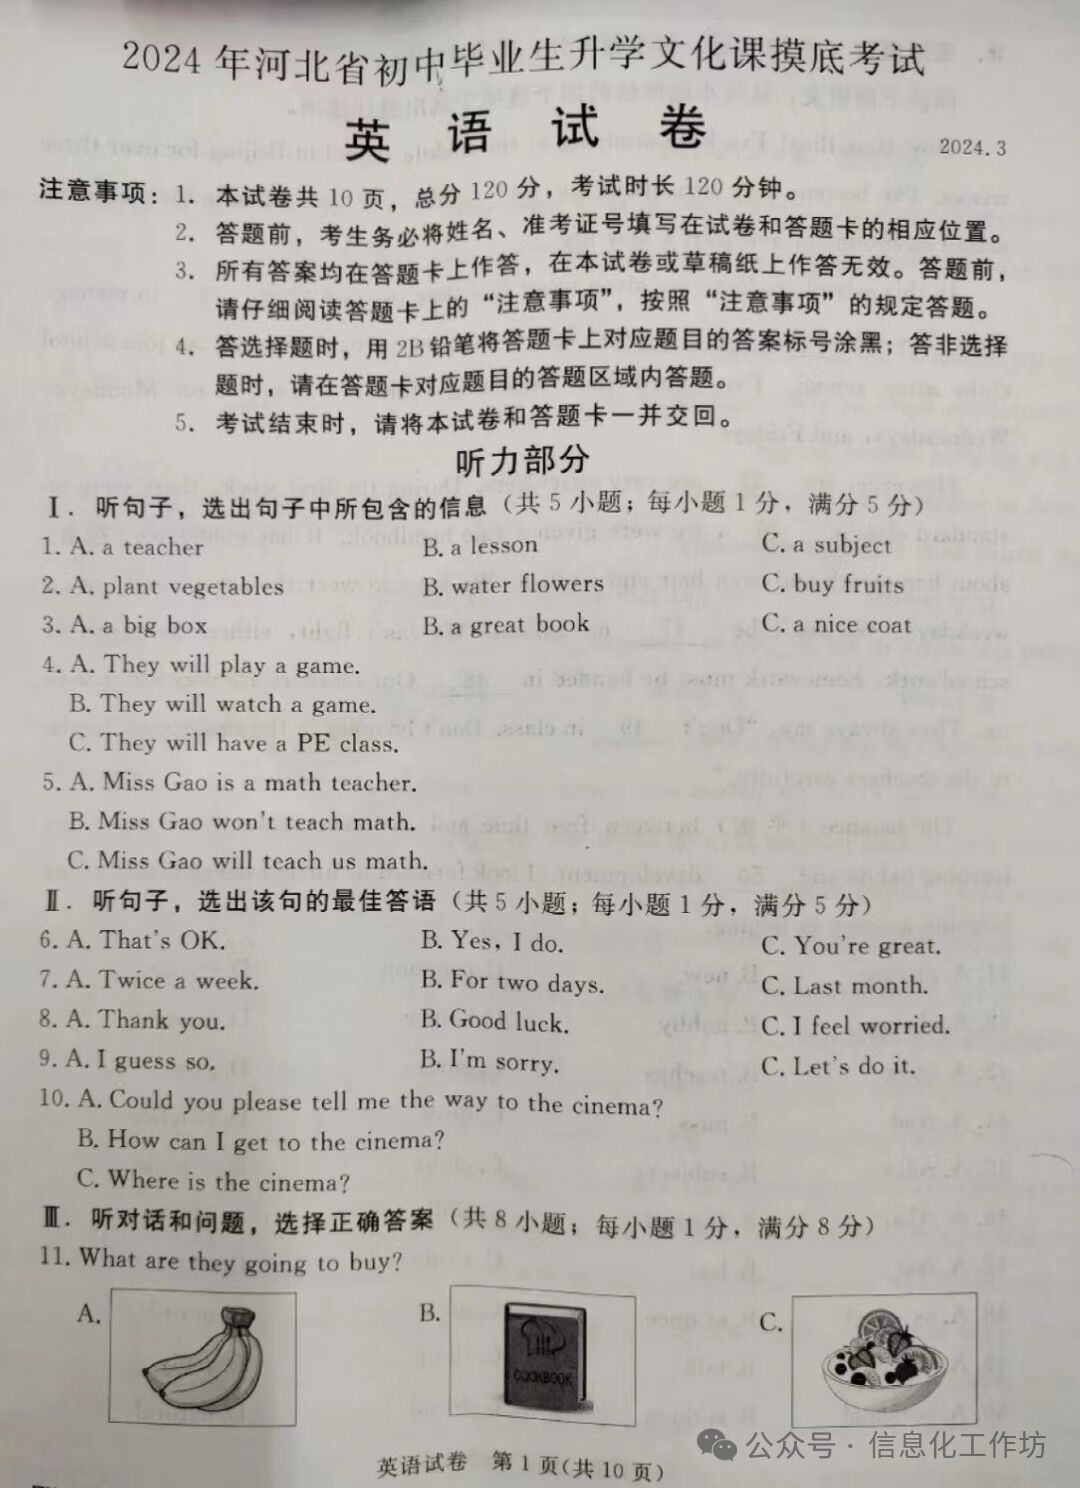 2024年河北省初中毕业生升学文化课摸底考试
英 语 试 卷
2024.3
注意事项：1. 本试卷共10页，总分120分，考试时长120分钟。
2. 答题前，考生务必将姓名、准考证号填写在试卷和答题卡的相应位置。
3. 所有答案均在答题卡上作答，在本试卷或草稿纸上作答无效。答题前，
请仔细阅读答题卡上的“注意事项”，按照“注意事项”的规定答题。
4. 答选择题时，用2B铅笔将答题卡上对应题目的答案标号涂黑；答非选择
题时，请在答题卡对应题目的答题区域内答题。
5. 考试结束时，请将本试卷和答题卡一并交回。
听力部分
Ⅰ. 听句子，选出句子中所包含的信息（共5小题；每小题1分，满分5分）
1. A. a teacher B. a lesson C. a subject
2. A. plant vegetables B. water flowers C. buy fruits
3. A. a big box B. a great book C. a nice coat
4. A. They will play a game.
B. They will watch a game.
C. They will have a PE class.
5. A. Miss Gao is a math teacher.
B. Miss Gao won't teach math.
C. Miss Gao will teach us math.
Ⅱ. 听句子，选出该句的最佳答语（共5小题；每小题1分，满分5分）
6. A. That's OK. B. Yes, I do. C. You're great.
7. A. Twice a week. B. For two days. C. Last month.
8. A. Thank you. B. Good luck. C. I feel worried.
9. A. I guess so. B. I'm sorry. C. Let's do it.
10. A. Could you please tell me the way to the cinema?
B. How can I get to the cinema?
C. Where is the cinema?
Ⅲ. 听对话和问题，选择正确答案（共8小题；每小题1分，满分8分）
11. What are they going to buy?
A. B. C.
COOKBOOK
公众号·信息化工作坊
英语试卷 第1页（共10页）